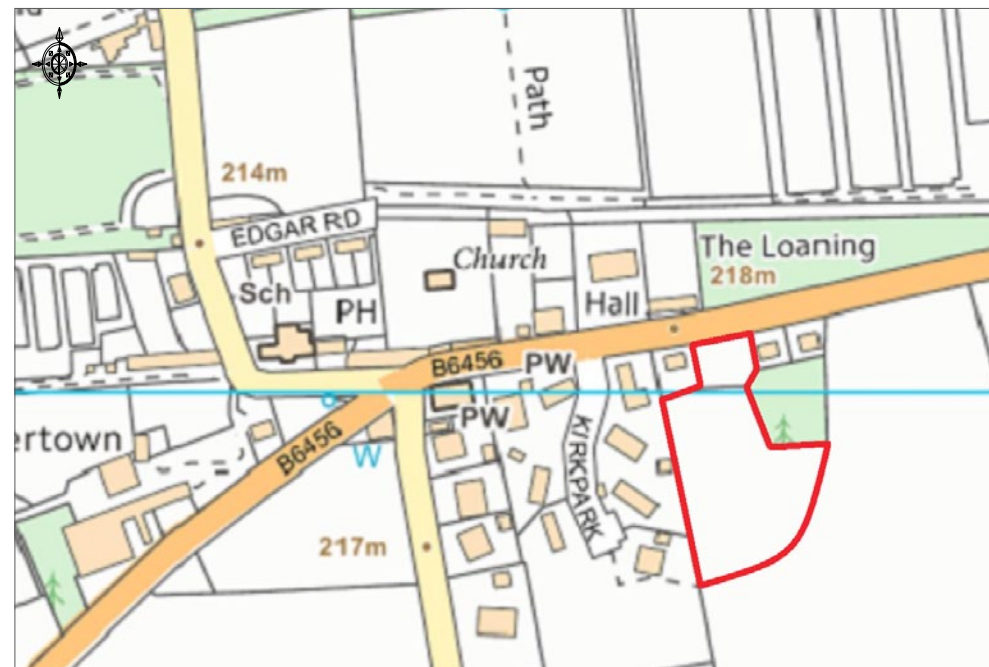 Path
214m
EDGAR RD
Church
The Loaning
218m
Sch
PH
Hall
B6456
PW
PW
ertown
B6456
W
KIRKPARK
217m